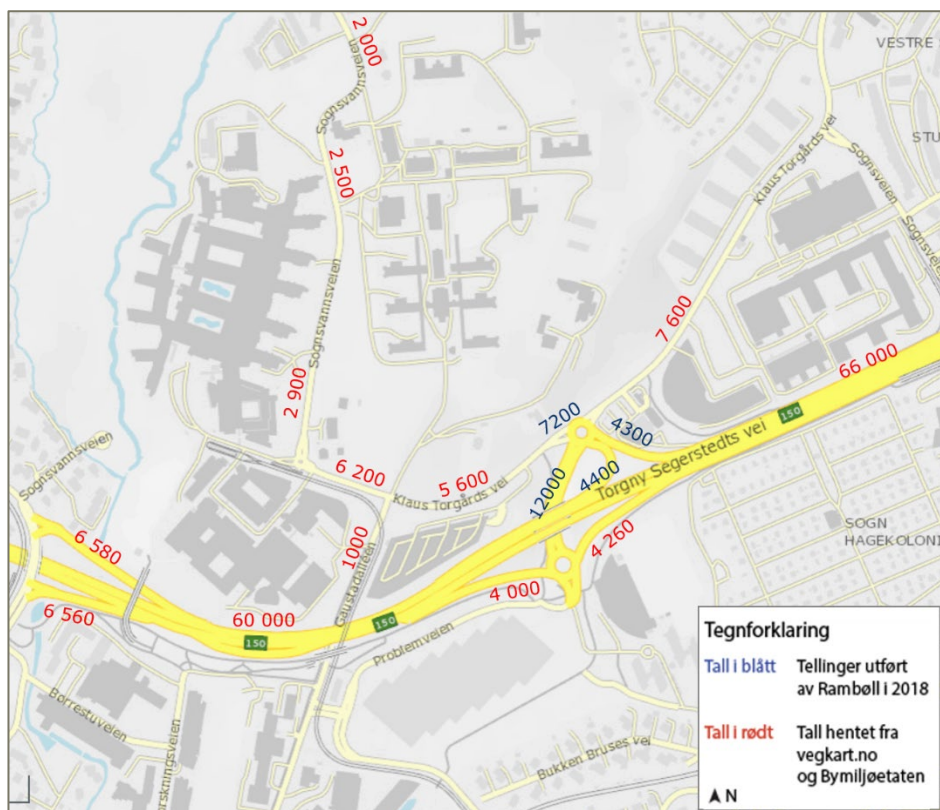 2 000
Sognsvannsveien
VESTRE
STU
Klaus Torgårds vei
Sognsveien
Sognsveien
2 500
Sognsvannsveien
7 600
66 000
2 900
150
7200
4300
Sognsvannsveien
6 200
5 600
Klaus Torgårds vei
12000
4400
Torgny Segerstedts vei
SOGN
HAGEKOLONI
1000
Gaustadalléen
4 260
6 580
4 000
6 560
60 000
150
150
Problemveien
Børrestuveien
rskningsveien
Bukken Bruses vei
Tegnforklaring
Tall i blått Tellinger utført
av Rambøll i 2018
Tall i rødt Tall hentet fra
vegkart.no
og Bymiljøetaten
N